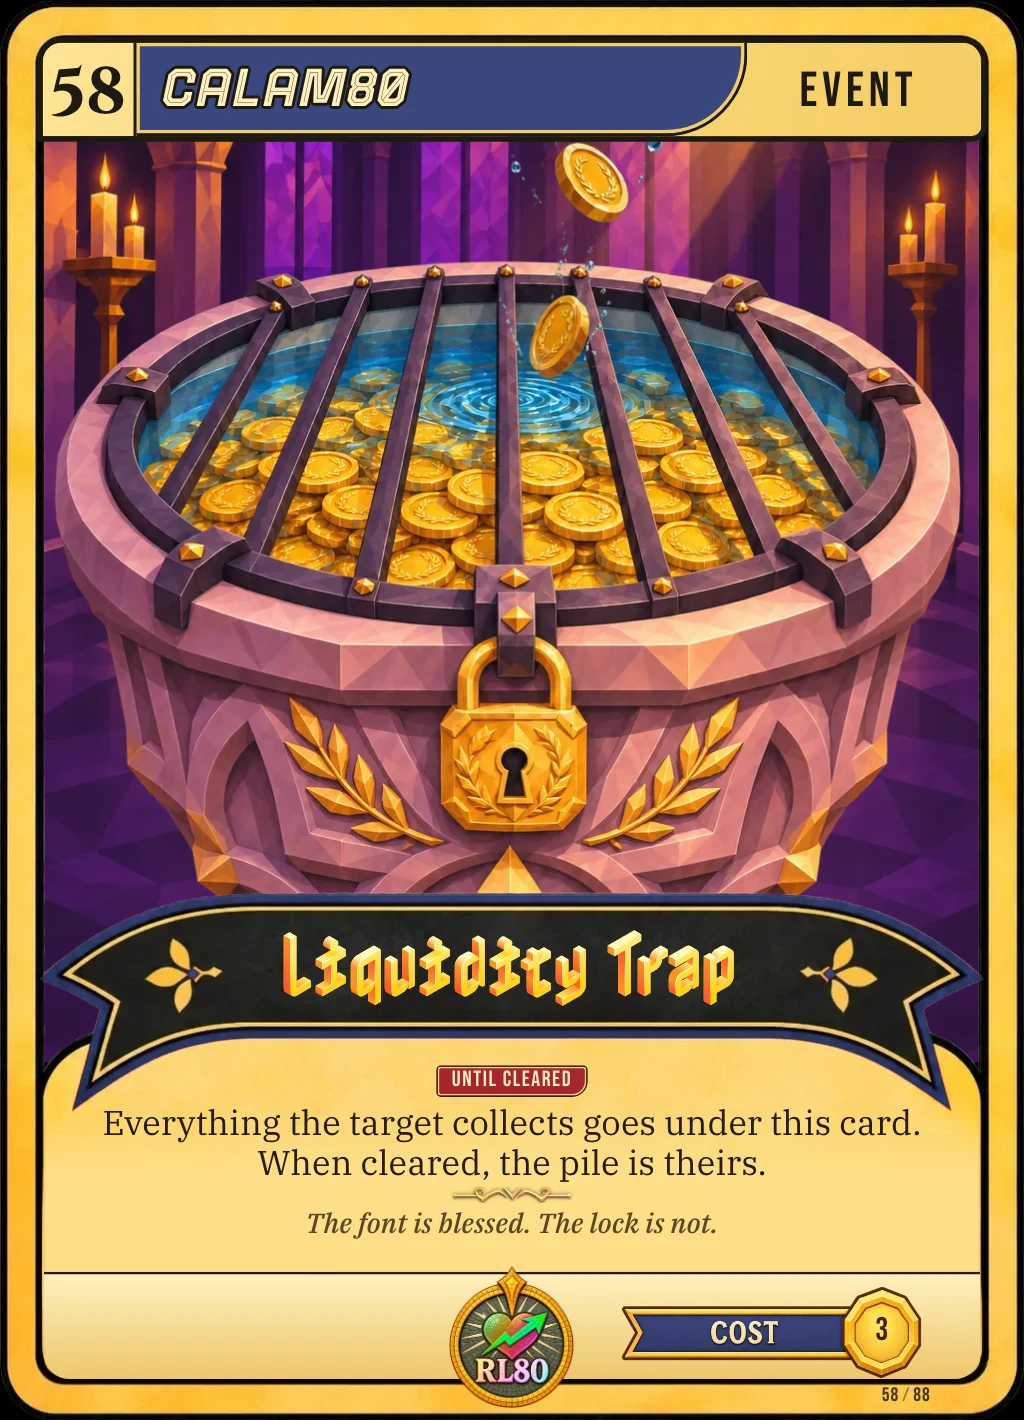 58
CALAM80
EVENT
Liquidity Trap
UNTIL CLEARED
Everything the target collects goes under this card.
When cleared, the pile is theirs.
The font is blessed. The lock is not.
RL80
COST
3
58 / 88